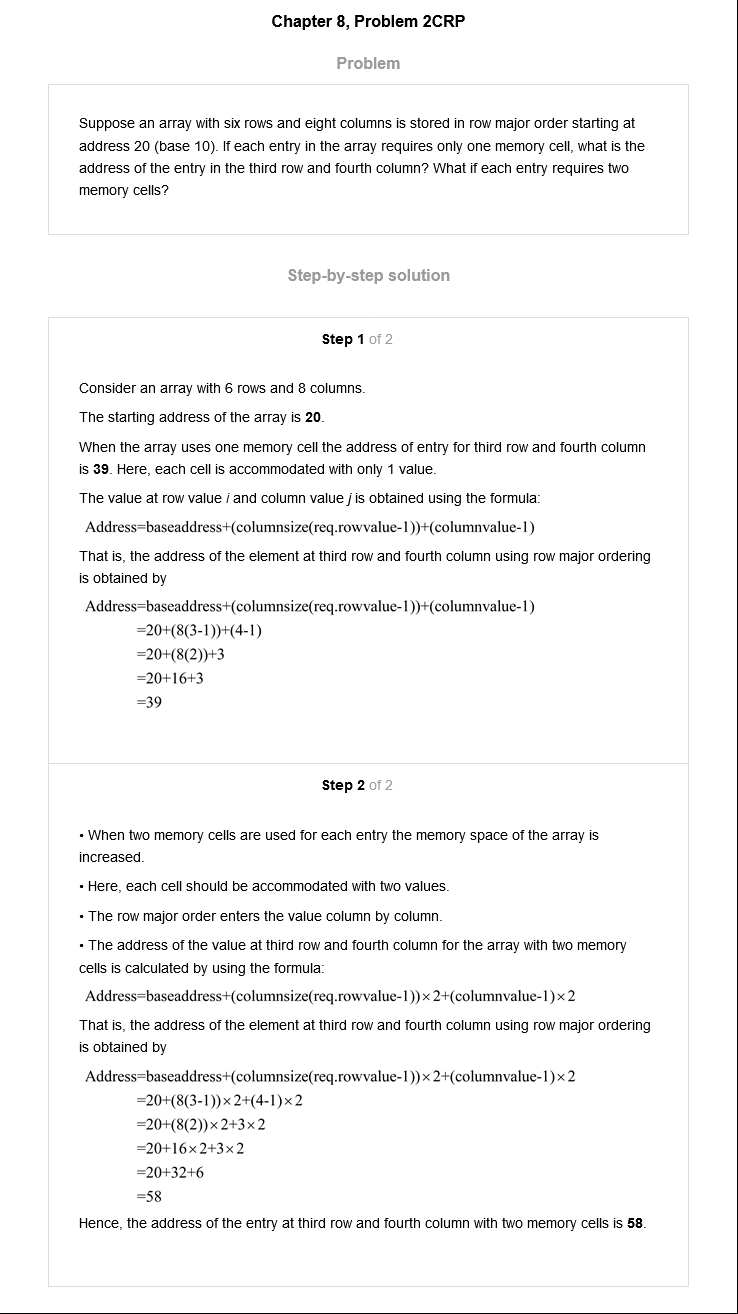 Chapter 8, Problem 2CRP
Problem
Suppose an array with six rows and eight columns is stored in row major order starting at
address 20 (base 10). If each entry in the array requires only one memory cell, what is the
address of the entry in the third row and fourth column? What if each entry requires two
memory cells?
Step-by-step solution
Step 1 of 2
Consider an array with 6 rows and 8 columns.
The starting address of the array is 20.
When the array uses one memory cell the address of entry for third row and fourth column
is 39. Here, each cell is accommodated with only 1 value.
The value at row value i and column value j is obtained using the formula:
Address=baseaddress+(columnsize(req.rowvalue-1))+(columnvalue-1)
That is, the address of the element at third row and fourth column using row major ordering
is obtained by
Address=baseaddress+(columnsize(req.rowvalue-1))+(columnvalue-1)
=20+(8(3-1))+(4-1)
=20+(8(2))+3
=20+16+3
=39
Step 2 of 2
• When two memory cells are used for each entry the memory space of the array is
increased.
• Here, each cell should be accommodated with two values.
• The row major order enters the value column by column.
• The address of the value at third row and fourth column for the array with two memory
cells is calculated by using the formula:
Address=baseaddress+(columnsize(req.rowvalue-1))×2+(columnvalue-1)×2
That is, the address of the element at third row and fourth column using row major ordering
is obtained by
Address=baseaddress+(columnsize(req.rowvalue-1))×2+(columnvalue-1)×2
=20+(8(3-1))×2+(4-1)×2
=20+(8(2))×2+3×2
=20+16×2+3×2
=20+32+6
=58
Hence, the address of the entry at third row and fourth column with two memory cells is 58.